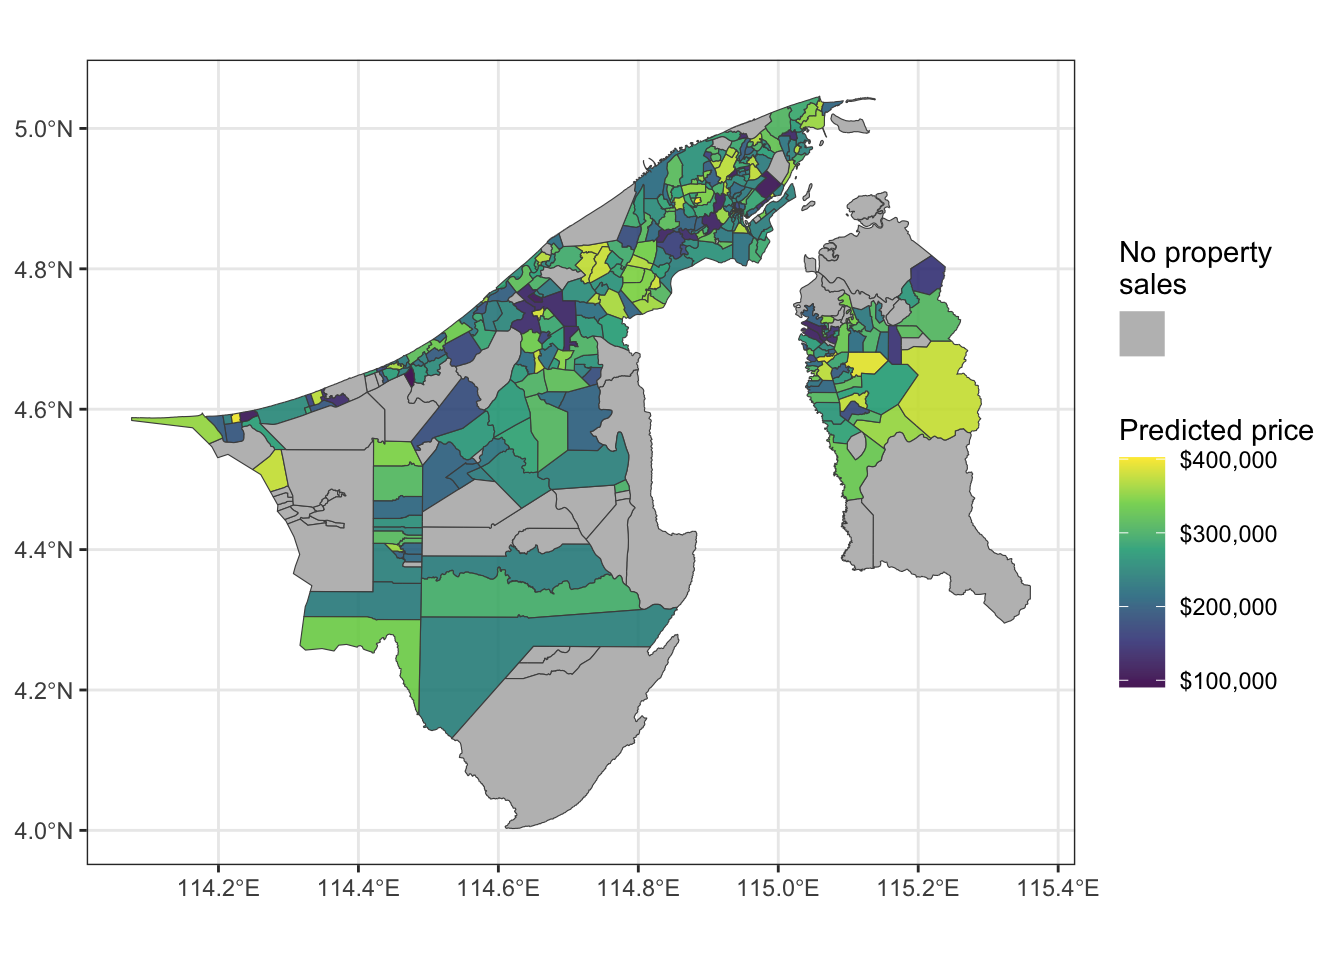 5.0°N
4.8°N
4.6°N
4.4°N
4.2°N
4.0°N
114.2°E
114.4°E
114.6°E
114.8°E
115.0°E
115.2°E
115.4°E
No property
sales
Predicted price
$400,000
$300,000
$200,000
$100,000